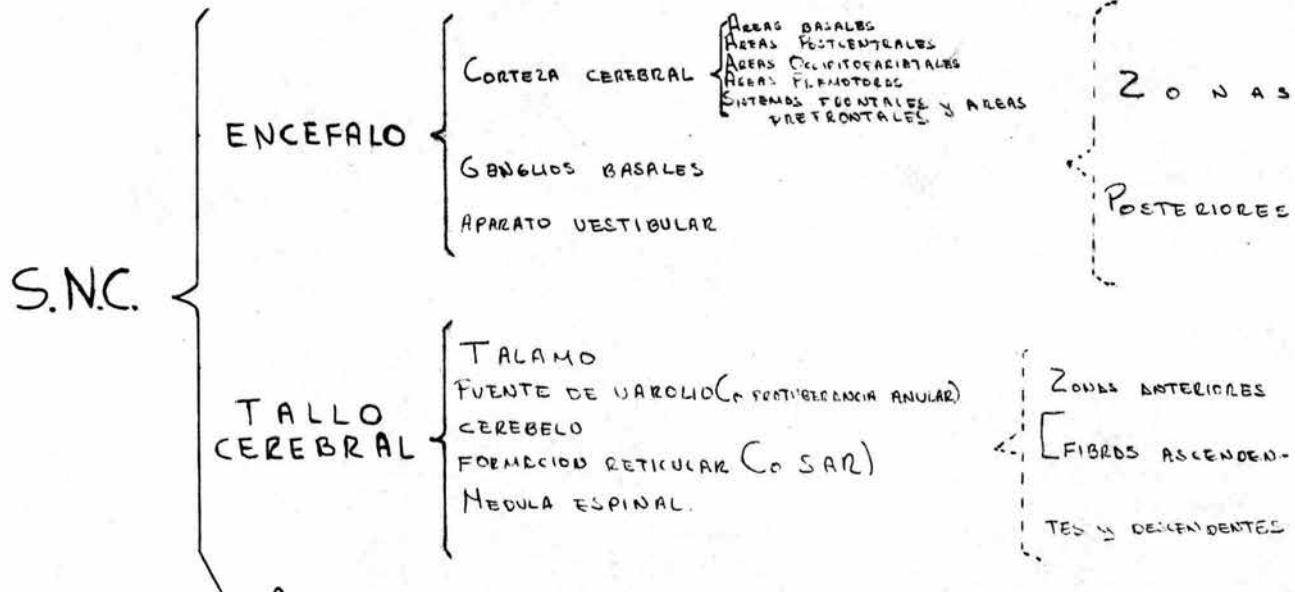 S.N.C.
ENCEFALO
CORTEZA CEREBRAL
AREAS BASALES
AREAS POSTCENTRALES
AREAS OCCIPITOPARIATALES
AREAS PREMOTORAS
SISTEMAS FRONTALES y AREAS
PREFRONTALES
GANGLIOS BASALES
APARATO VESTIBULAR
ZONAS
POSTERIORES
TALLO
CEREBRAL
TALAMO
PUENTE DE VAROLIO (o PROTUBERANCIA ANULAR)
CEREBELO
FORMACION RETICULAR (o SAR)
MEDULA ESPINAL.
ZONAS ANTERIORES
[FIBRAS ASCENDEN-
TES y DESCENDENTES